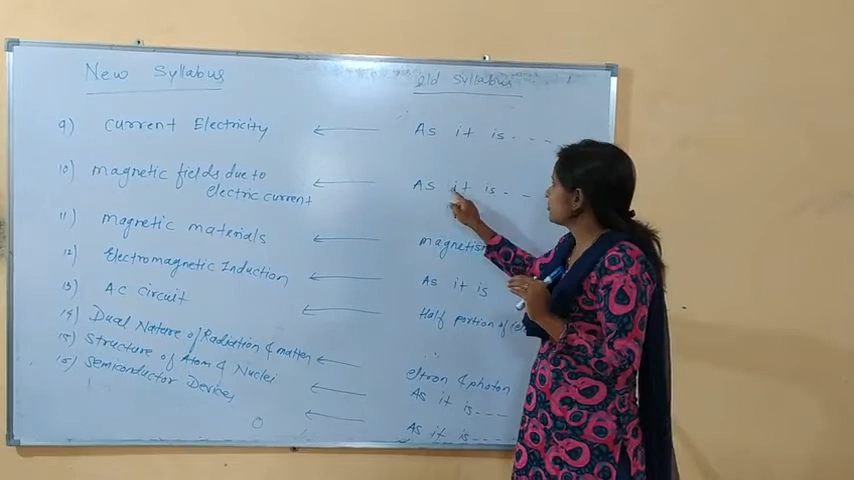 New Syllabus
Old Syllabus
9) Current Electricity ← As it is - - -
10) Magnetic fields due to
electric current ← As it is - -
11) Magnetic materials ← magnetism
12) Electromagnetic Induction ← As it is
13) A.C Circuit ← Half portion of
14) Dual Nature of Radiation & matter ← eltron & photon
15) Structure of Atom & Nuclei ← As it is - - -
16) Semiconductor Devices ← As it is - - -